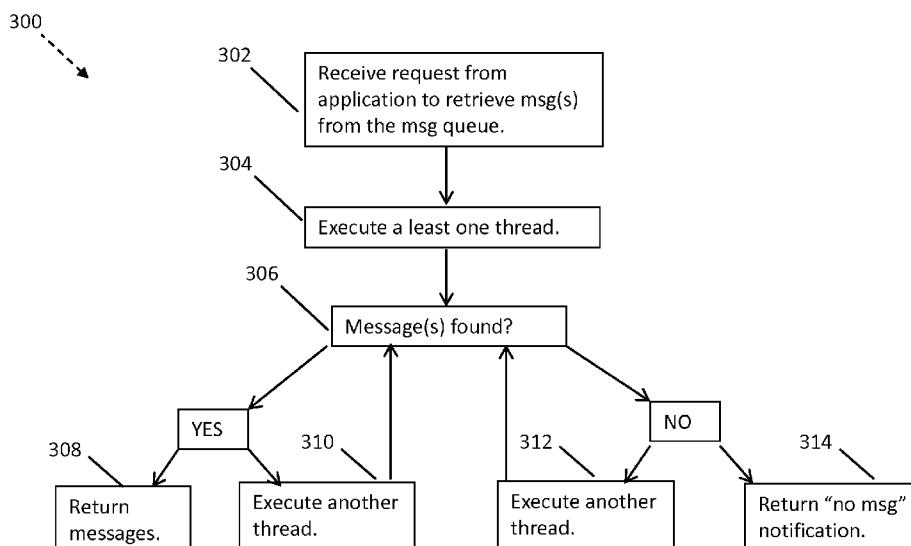 300
302
Receive request from
application to retrieve msg(s)
from the msg queue.
304
Execute a least one thread.
306
Message(s) found?
YES
NO
308
310
312
314
Return
messages.
Execute another
thread.
Execute another
thread.
Return “no msg”
notification.